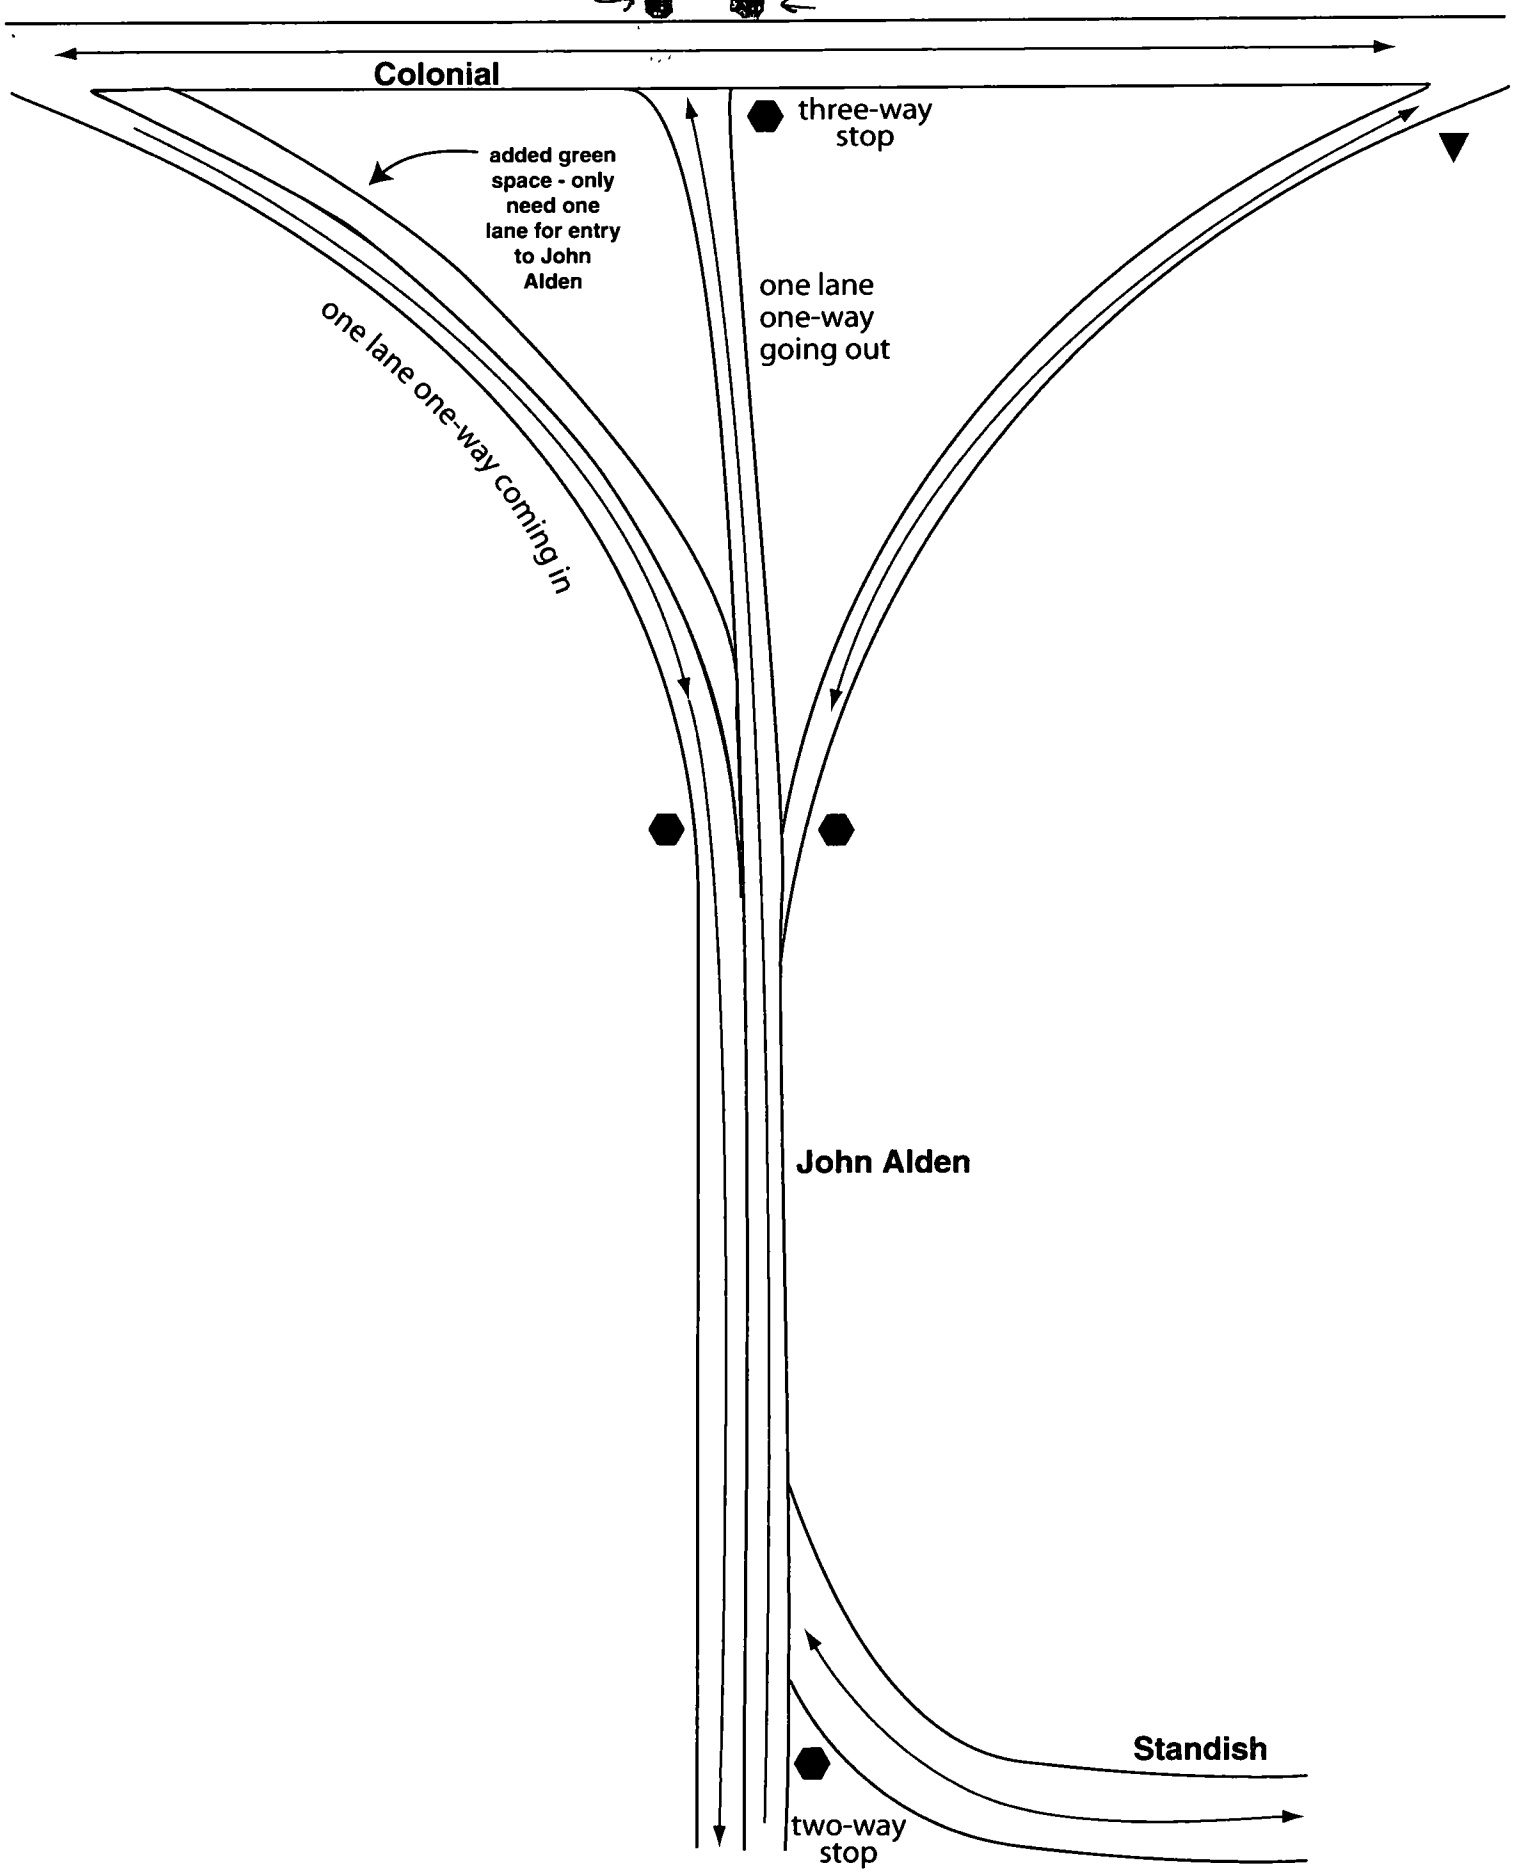 Colonial
three-way
stop
added green
space - only
need one
lane for entry
to John
Alden
one lane
one-way
going out
one lane one-way coming in
John Alden
Standish
two-way
stop